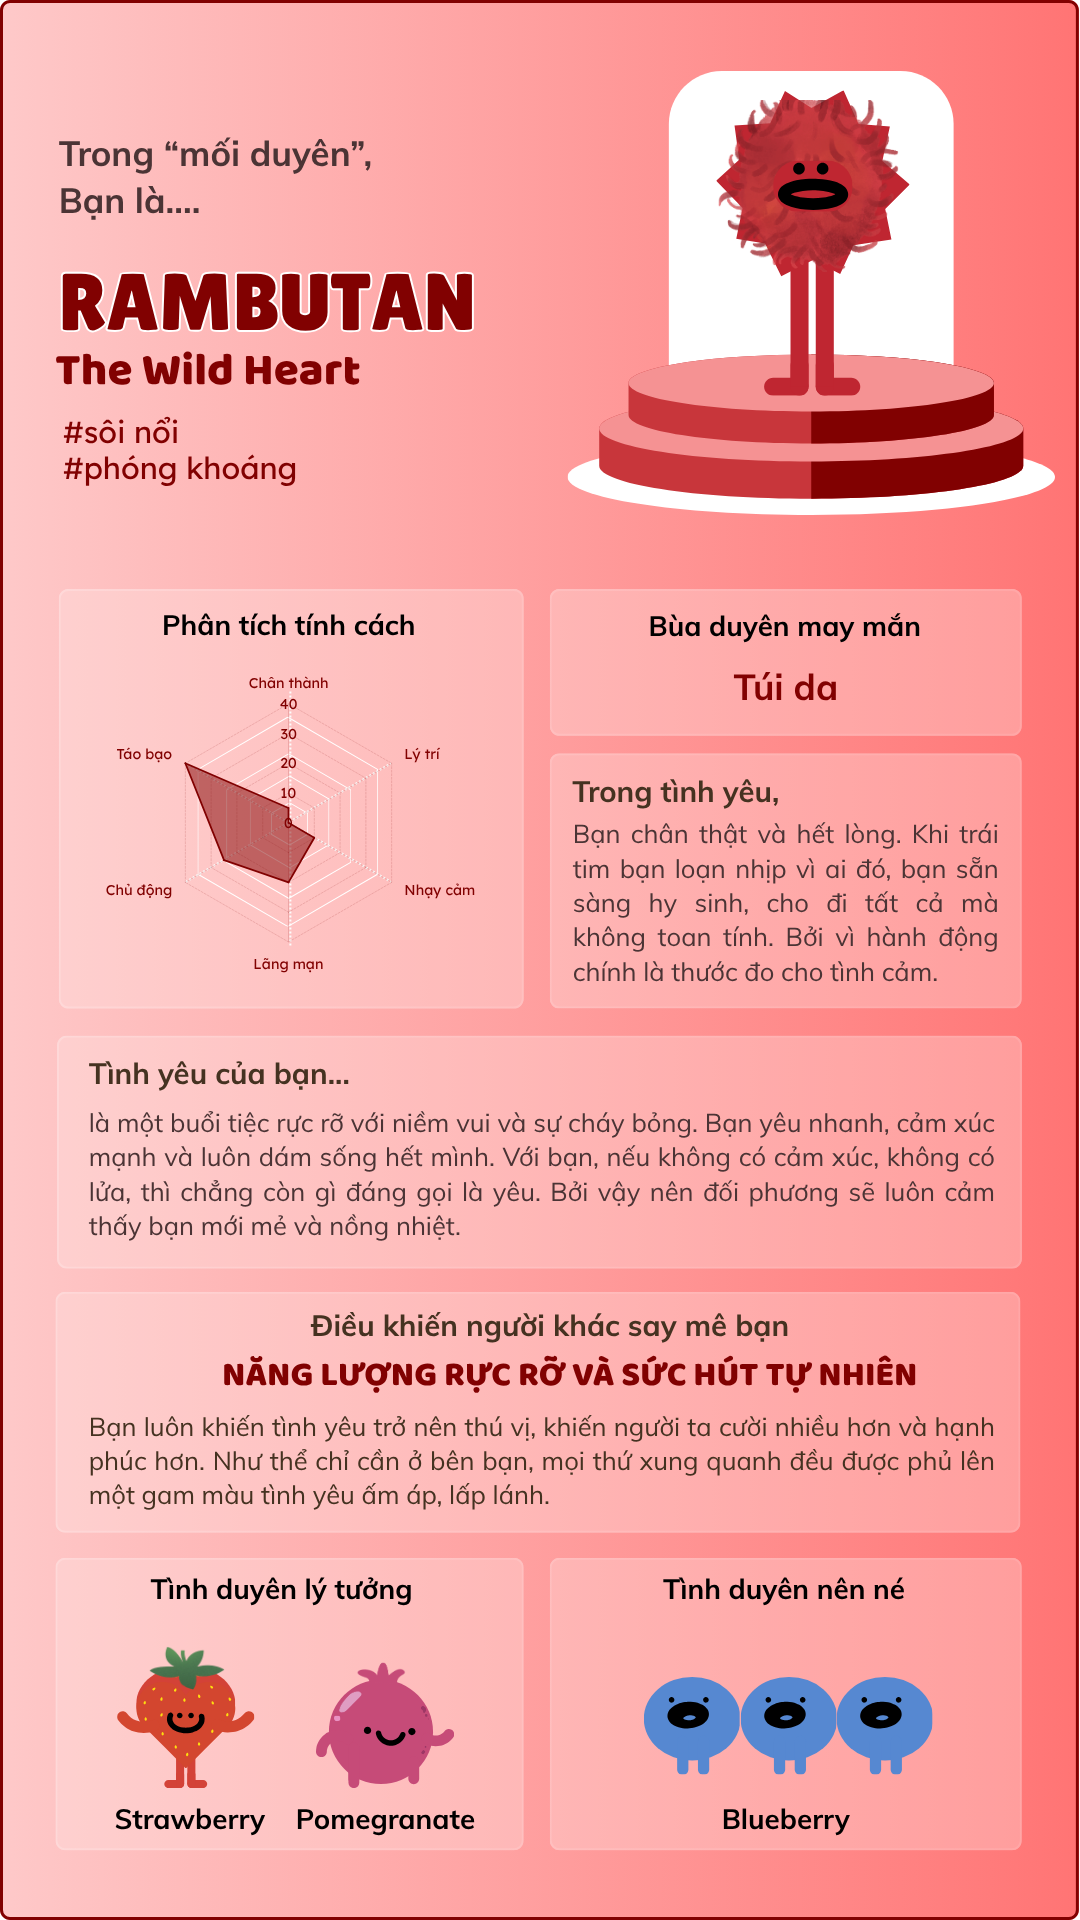 Trong “mối duyên”,
Bạn là....
RAMBUTAN
The Wild Heart
#sôi nổi
#phóng khoáng
Phân tích tính cách
Chân thành
40
30
20
10
0
Táo bạo
Lý trí
Chủ động
Nhạy cảm
Lãng mạn
Bùa duyên may mắn
Túi da
Trong tình yêu,
Bạn chân thật và hết lòng. Khi trái
tim bạn loạn nhịp vì ai đó, bạn sẵn
sàng hy sinh, cho đi tất cả mà
không toan tính. Bởi vì hành động
chính là thước đo cho tình cảm.
Tình yêu của bạn...
là một buổi tiệc rực rỡ với niềm vui và sự cháy bỏng. Bạn yêu nhanh, cảm xúc
mạnh và luôn dám sống hết mình. Với bạn, nếu không có cảm xúc, không có
lửa, thì chẳng còn gì đáng gọi là yêu. Bởi vậy nên đối phương sẽ luôn cảm
thấy bạn mới mẻ và nồng nhiệt.
Điều khiến người khác say mê bạn
NĂNG LƯỢNG RỰC RỠ VÀ SỨC HÚT TỰ NHIÊN
Bạn luôn khiến tình yêu trở nên thú vị, khiến người ta cười nhiều hơn và hạnh
phúc hơn. Như thể chỉ cần ở bên bạn, mọi thứ xung quanh đều được phủ lên
một gam màu tình yêu ấm áp, lấp lánh.
Tình duyên lý tưởng
Strawberry
Pomegranate
Tình duyên nên né
Blueberry